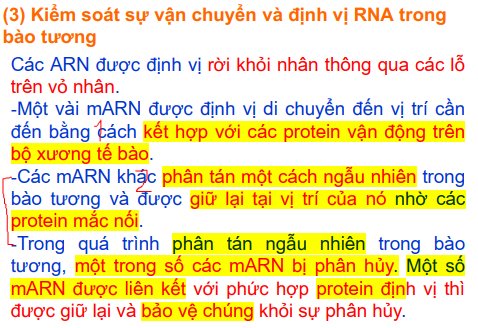 (3) Kiểm soát sự vận chuyển và định vị RNA trong
bào tương
Các ARN được định vị rời khỏi nhân thông qua các lỗ
trên vỏ nhân.
-Một vài mARN được định vị di chuyển đến vị trí cần
đến bằng cách kết hợp với các protein vận động trên
bộ xương tế bào.
-Các mARN khác phân tán một cách ngẫu nhiên trong
bào tương và được giữ lại tại vị trí của nó nhờ các
protein mắc nối.
-Trong quá trình phân tán ngẫu nhiên trong bào
tương, một trong số các mARN bị phân hủy. Một số
mARN được liên kết với phức hợp protein định vị thì
được giữ lại và bảo vệ chúng khỏi sự phân hủy.